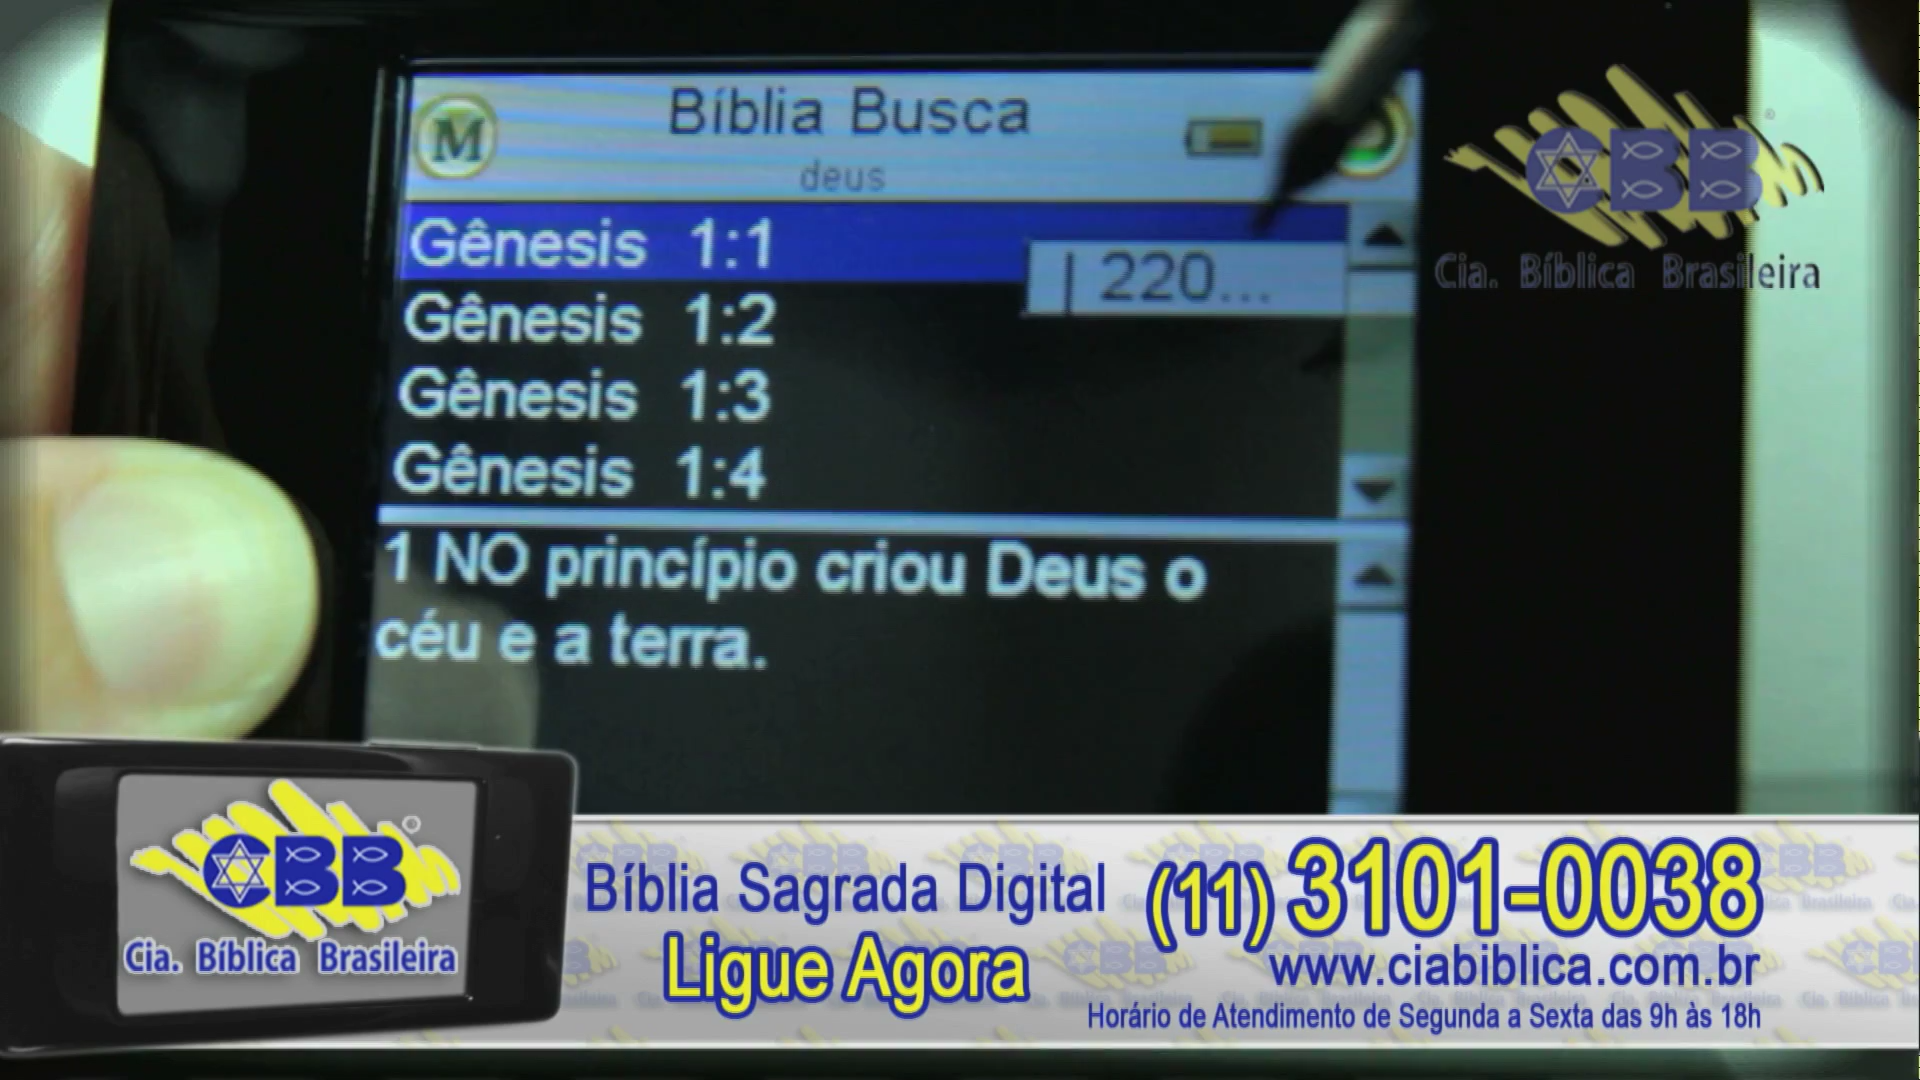 M
Bíblia Busca
deus
Gênesis 1:1
| 220...
Gênesis 1:2
Gênesis 1:3
Gênesis 1:4
1 NO princípio criou Deus o
céu e a terra.
CBB
Cia. Bíblica Brasileira
CBB
Cia. Bíblica Brasileira
Bíblia Sagrada Digital
Ligue Agora
(11) 3101-0038
www.ciabiblica.com.br
Horário de Atendimento de Segunda a Sexta das 9h às 18h